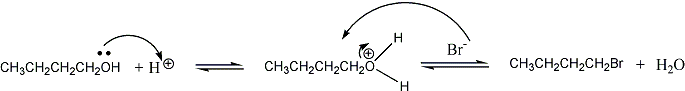 H
Br⁻
CH₃CH₂CH₂CH₂OH + H⊕ ⇌ CH₃CH₂CH₂CH₂O⊕ ⇌ CH₃CH₂CH₂CH₂Br + H₂O
H